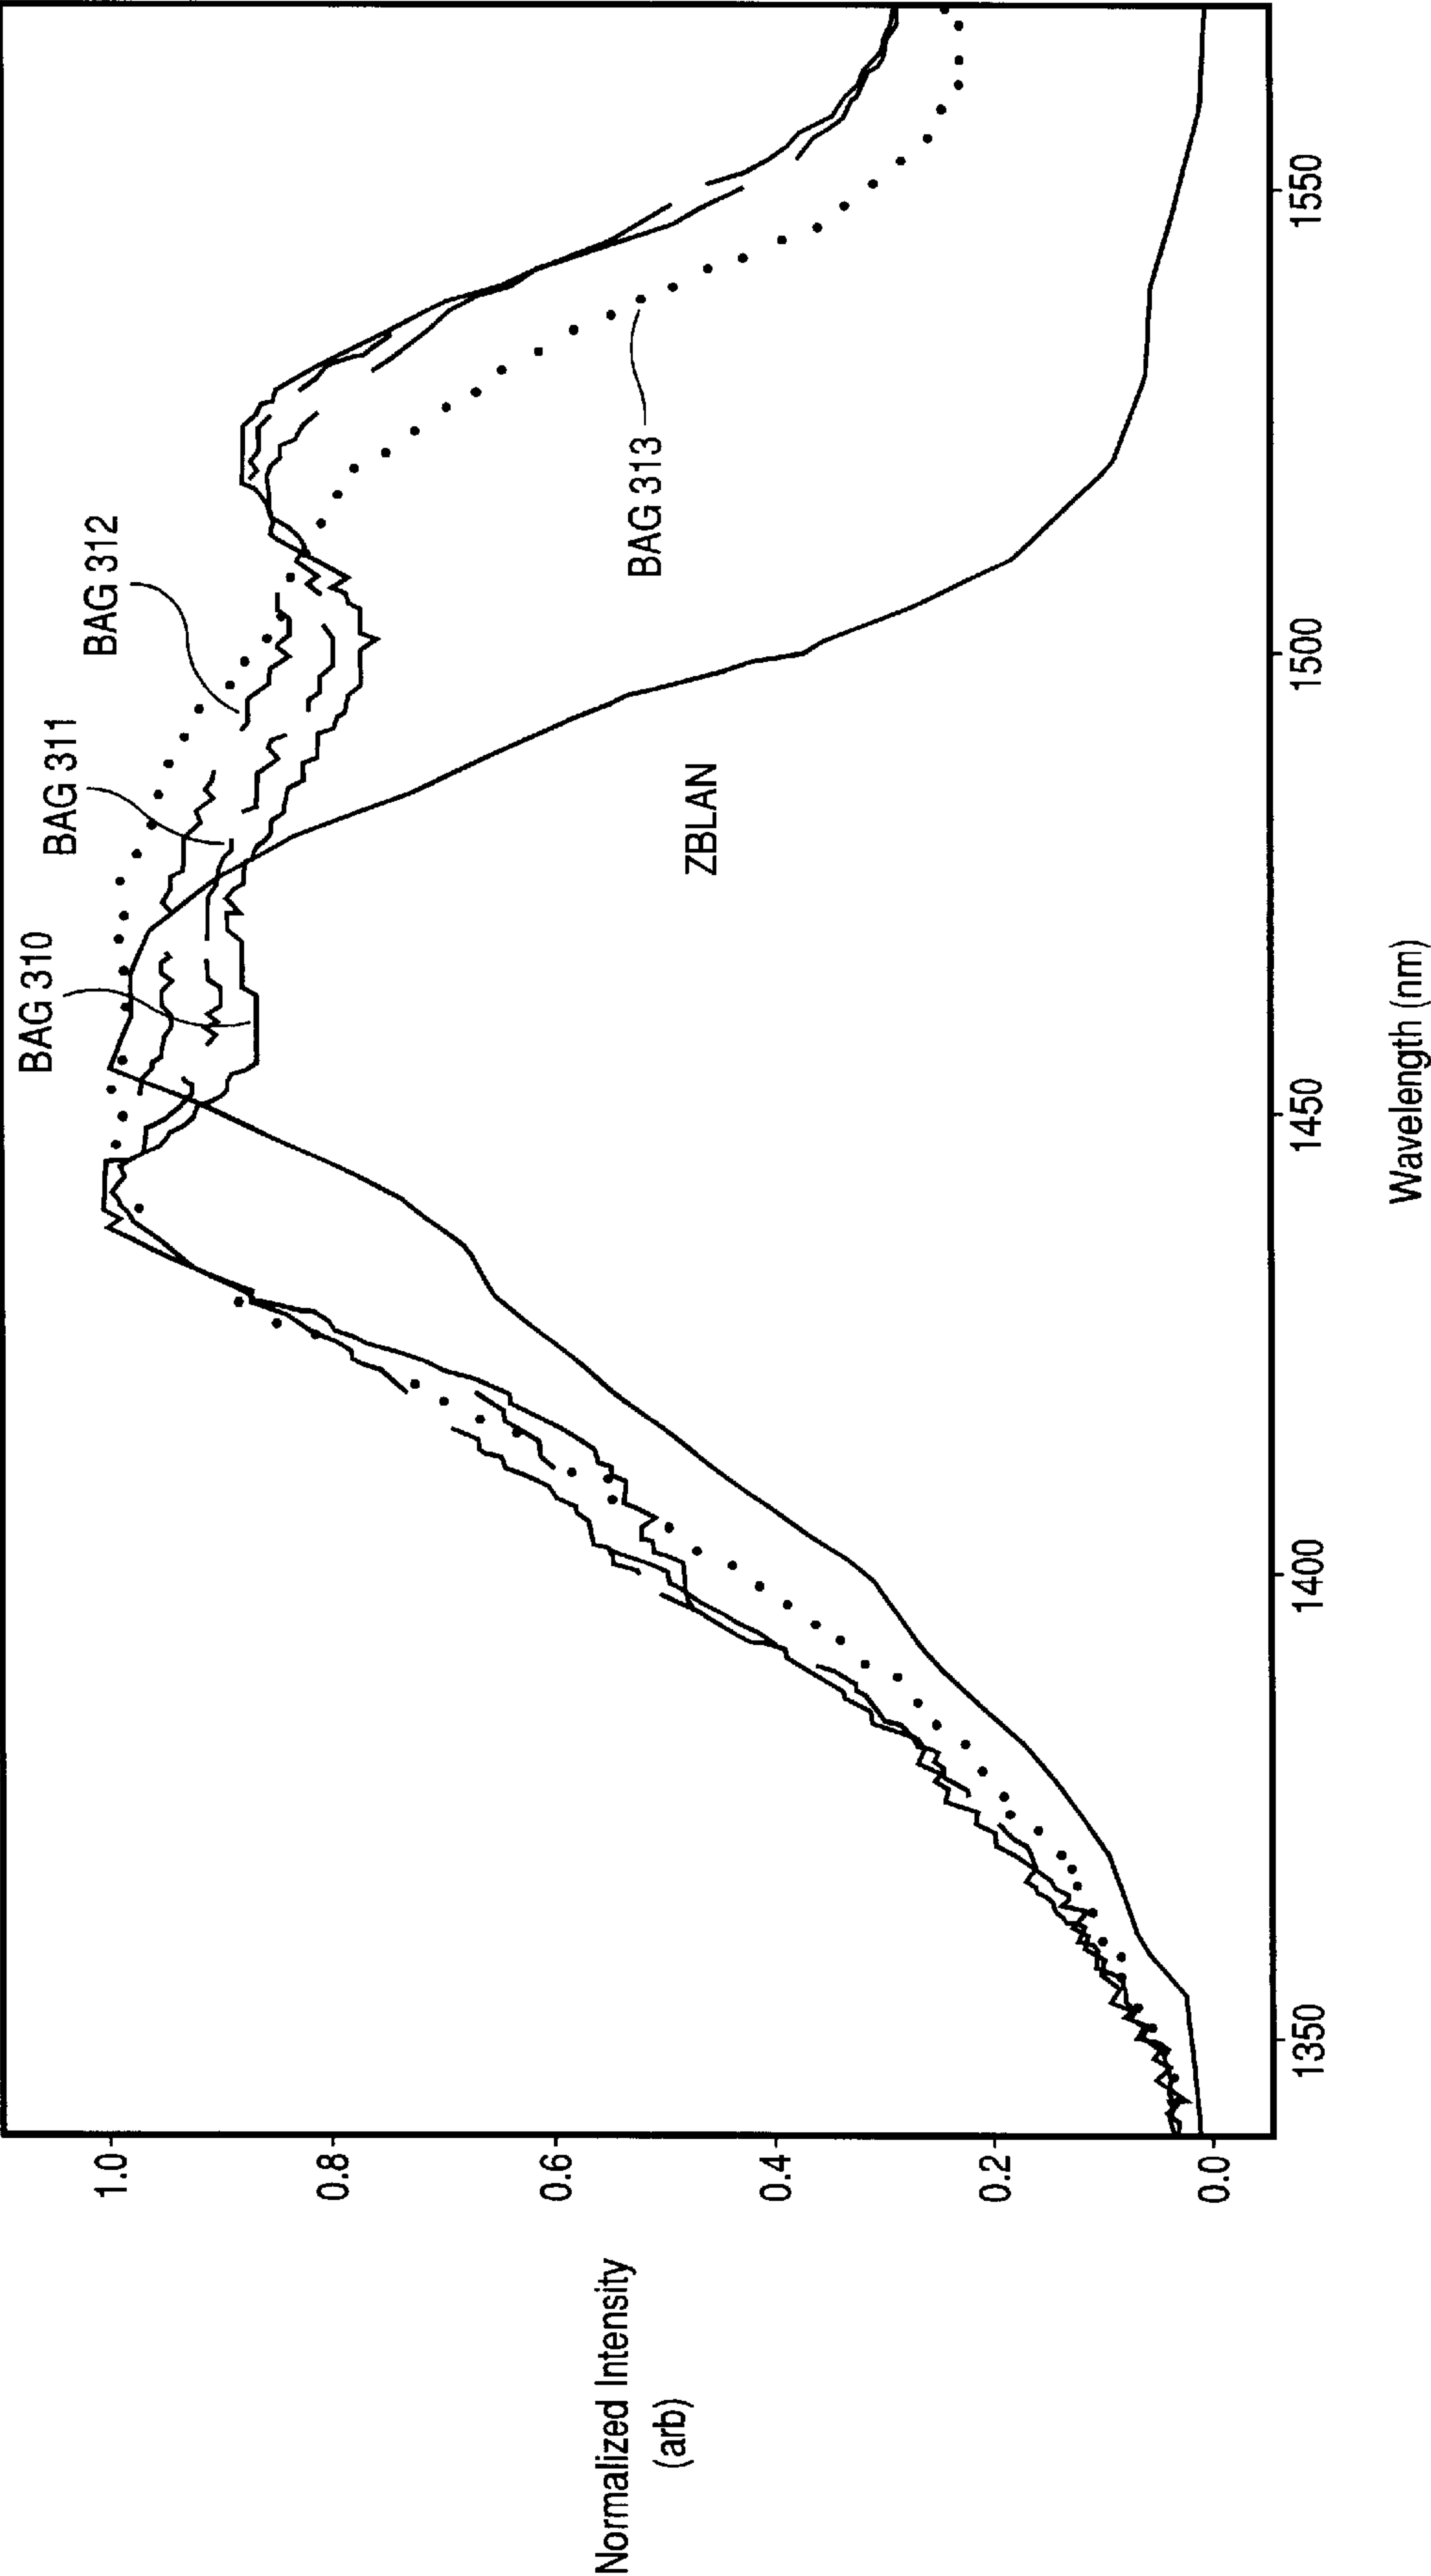 BAG 310
BAG 311
BAG 312
BAG 313
ZBLAN
Normalized Intensity
(arb)
1.0
0.8
0.6
0.4
0.2
0.0
1350
1400
1450
1500
1550
Wavelength (nm)